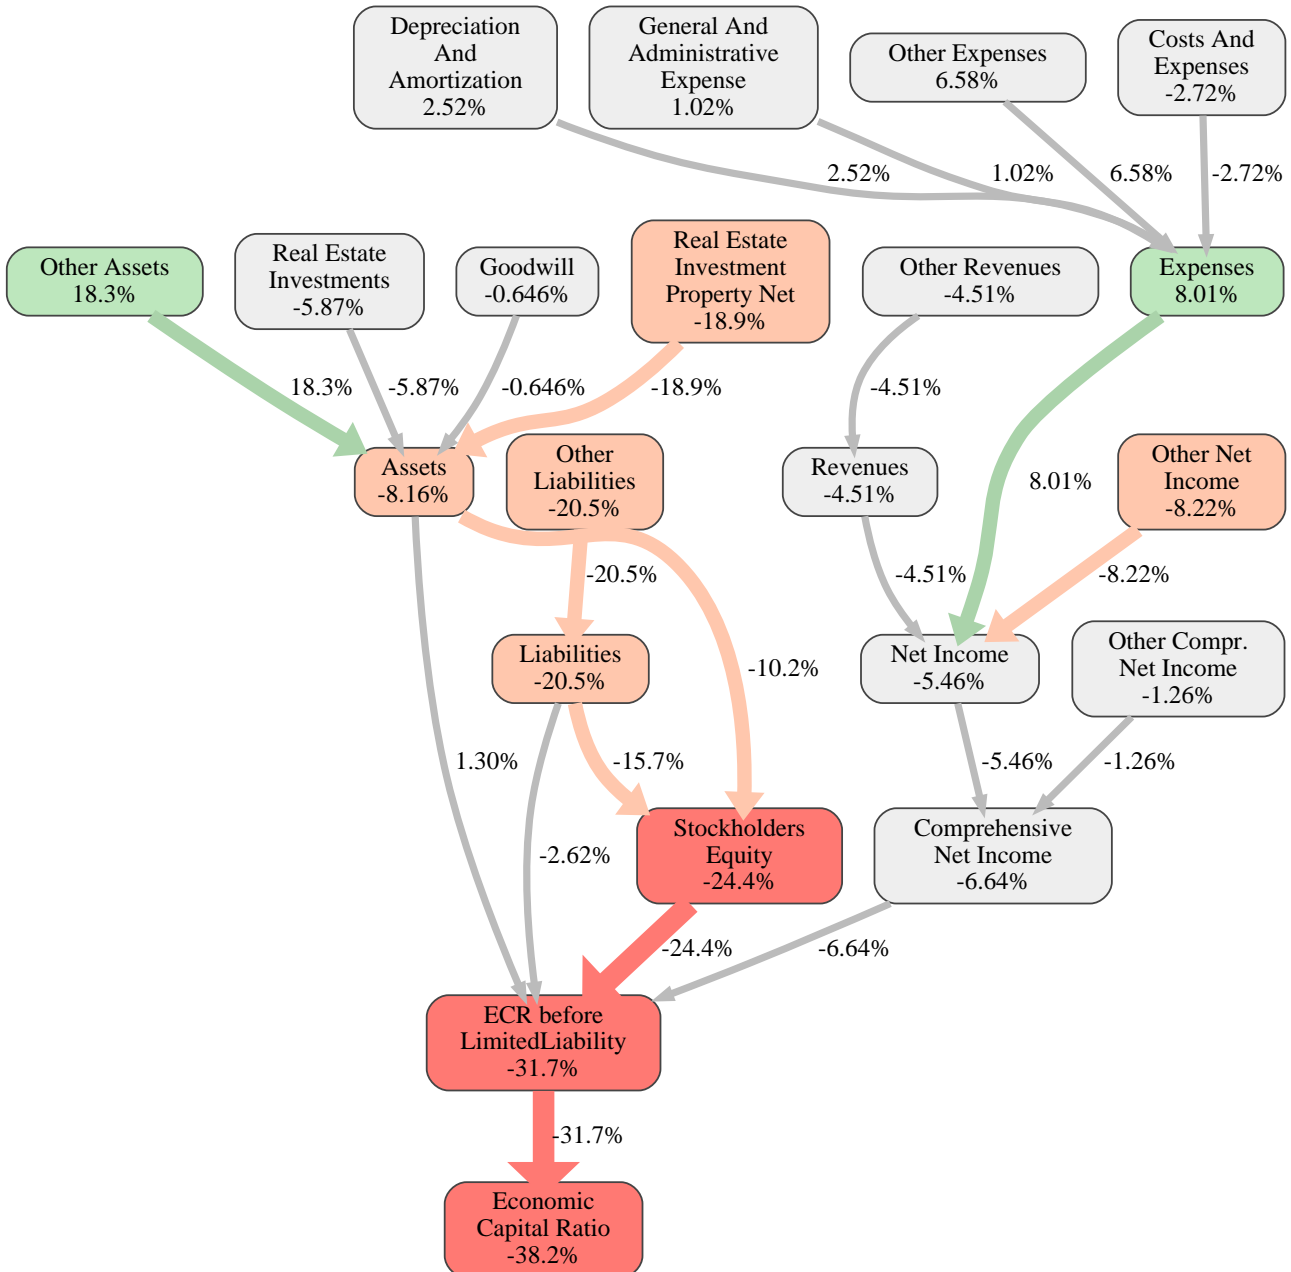 Depreciation
And
Amortization
2.52%
General And
Administrative
Expense
1.02%
Other Expenses
6.58%
Costs And
Expenses
-2.72%
2.52%
1.02%
6.58%
-2.72%
Other Assets
18.3%
Real Estate
Investments
-5.87%
Goodwill
-0.646%
Real Estate
Investment
Property Net
-18.9%
Other Revenues
-4.51%
Expenses
8.01%
18.3%
-5.87%
-0.646%
-18.9%
-4.51%
8.01%
Assets
-8.16%
Other
Liabilities
-20.5%
Revenues
-4.51%
Other Net
Income
-8.22%
-20.5%
-4.51%
-8.22%
Liabilities
-20.5%
-10.2%
Net Income
-5.46%
Other Compr.
Net Income
-1.26%
1.30%
-15.7%
-5.46%
-1.26%
-2.62%
Stockholders
Equity
-24.4%
Comprehensive
Net Income
-6.64%
-24.4%
-6.64%
ECR before
LimitedLiability
-31.7%
-31.7%
Economic
Capital Ratio
-38.2%